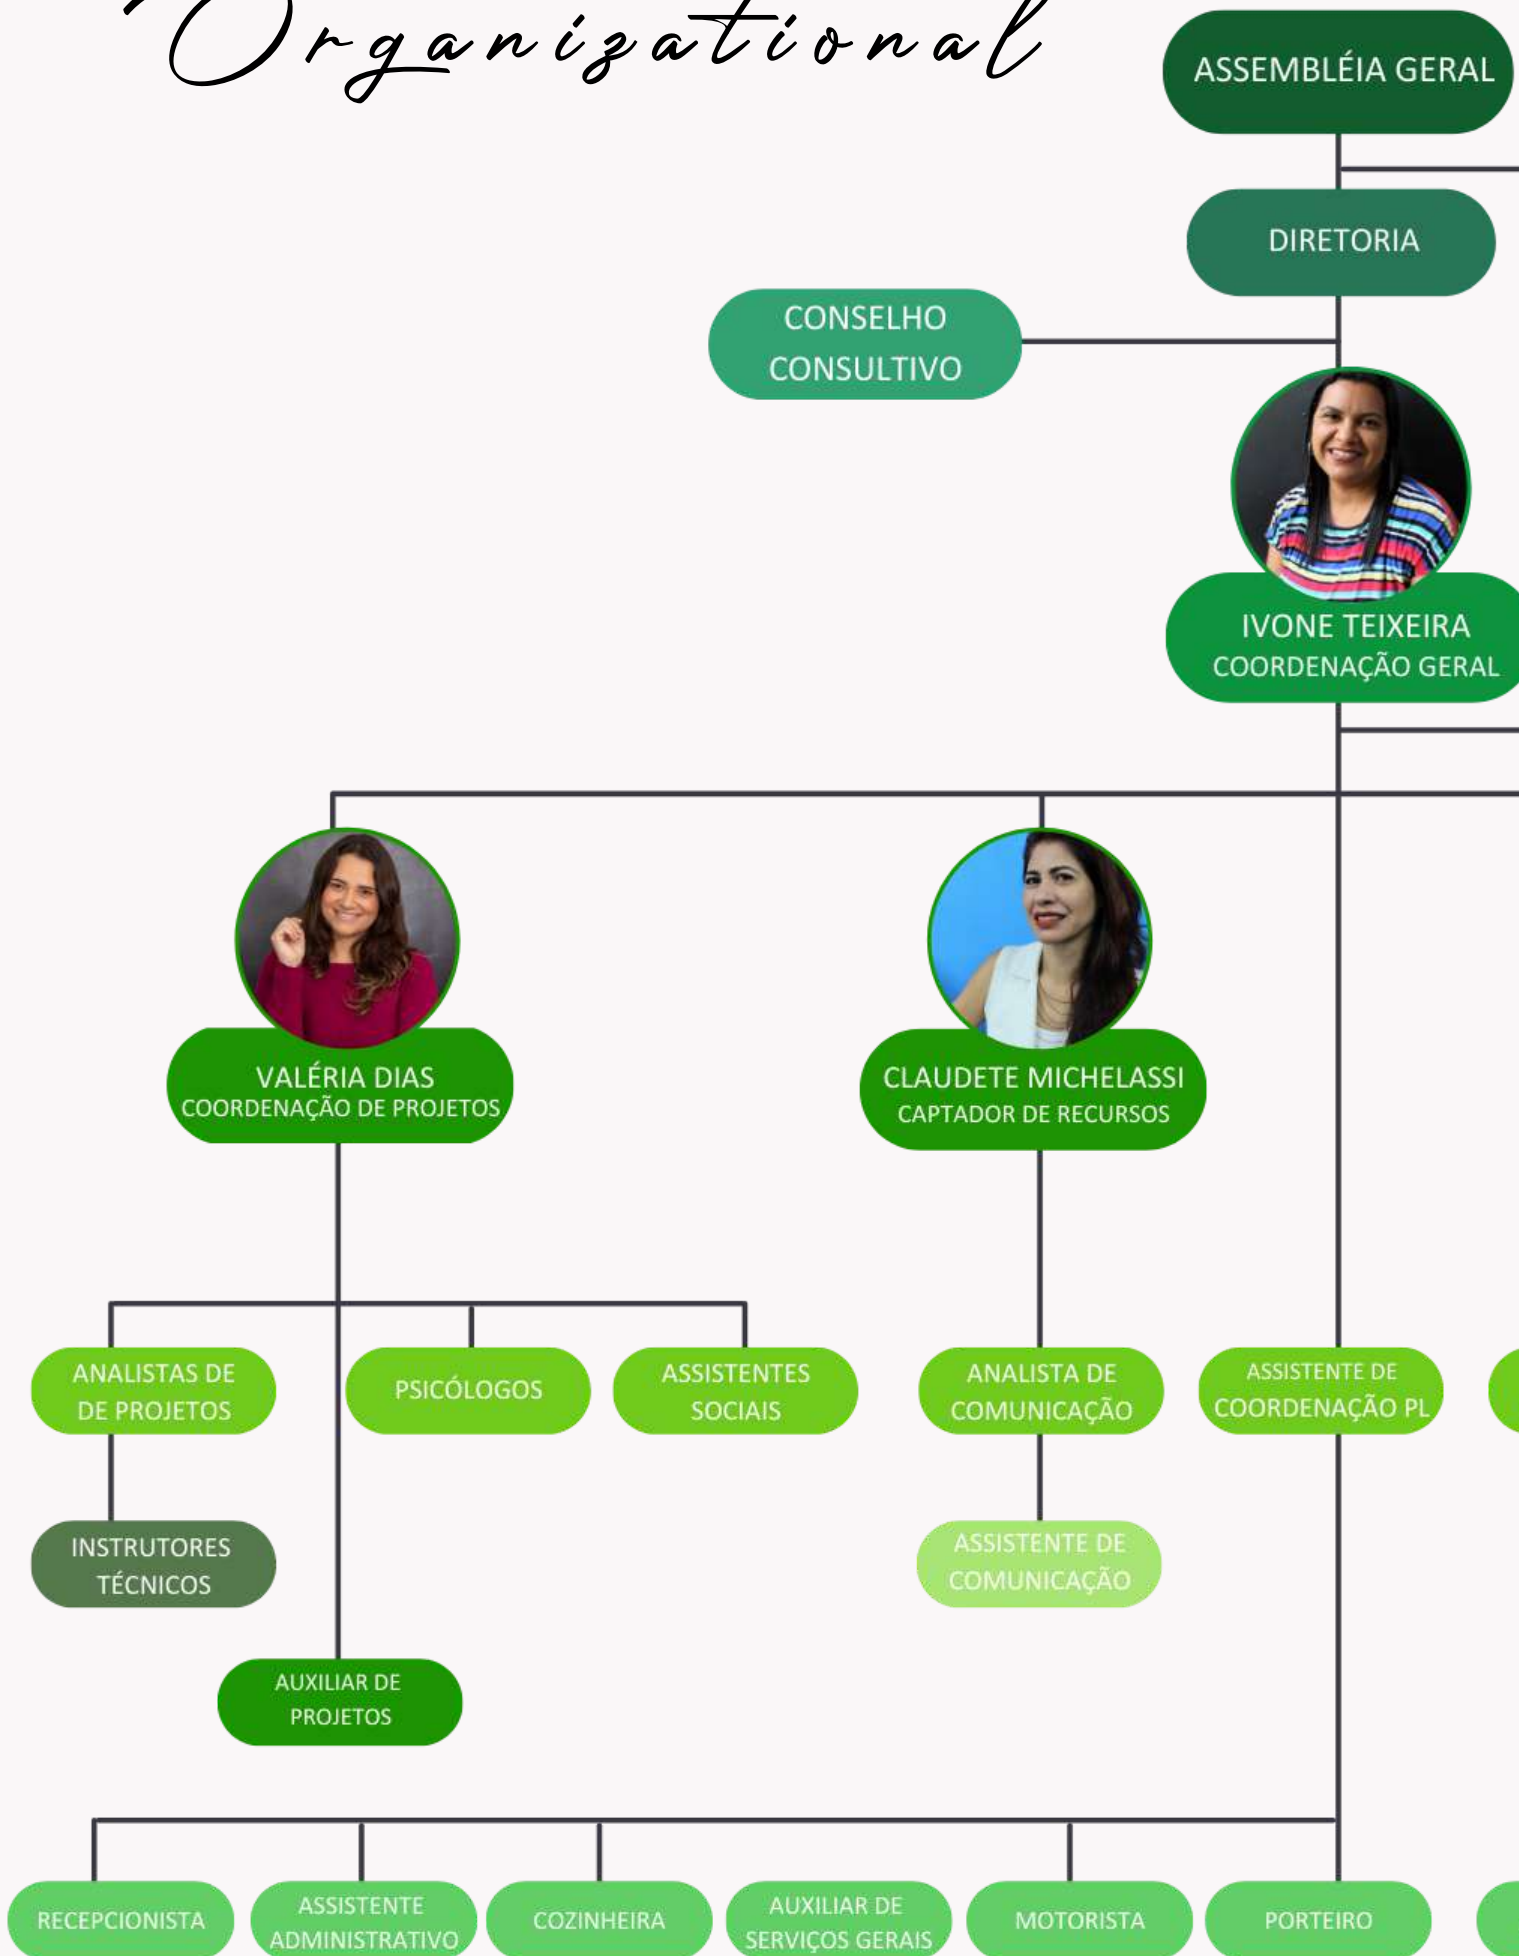 Organizational
ASSEMBLÉIA GERAL
DIRETORIA
CONSELHO
CONSULTIVO
IVONE TEIXEIRA
COORDENAÇÃO GERAL
VALÉRIA DIAS
COORDENAÇÃO DE PROJETOS
CLAUDETE MICHELASSI
CAPTADOR DE RECURSOS
ANALISTAS DE
DE PROJETOS
PSICÓLOGOS
ASSISTENTES
SOCIAIS
ANALISTA DE
COMUNICAÇÃO
ASSISTENTE DE
COORDENAÇÃO PL
INSTRUTORES
TÉCNICOS
ASSISTENTE DE
COMUNICAÇÃO
AUXILIAR DE
PROJETOS
RECEPCIONISTA
ASSISTENTE
ADMINISTRATIVO
COZINHEIRA
AUXILIAR DE
SERVIÇOS GERAIS
MOTORISTA
PORTEIRO